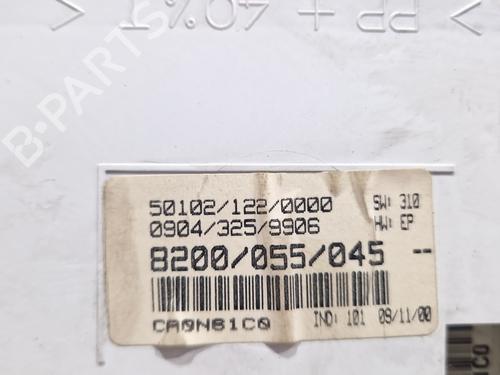 50102/122/0000
SW: 310
0904/325/9906
HW: EP
8200/055/045 --
CA0N61C0
IND: 101 09/11/00
B-PARTS